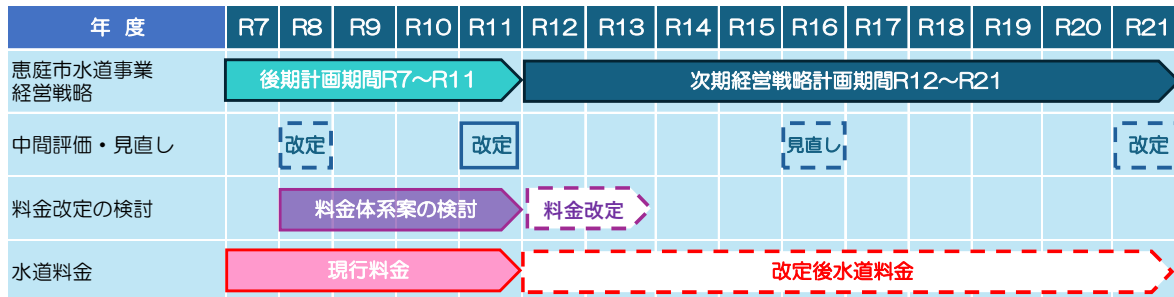 年 度 R7 R8 R9 R10 R11 R12 R13 R14 R15 R16 R17 R18 R19 R20 R21
恵庭市水道事業
経営戦略
後期計画期間R7～R11 次期経営戦略計画期間R12～R21
中間評価・見直し 改定 改定 見直し 改定
料金改定の検討 料金体系案の検討 料金改定
水道料金 現行料金 改定後水道料金